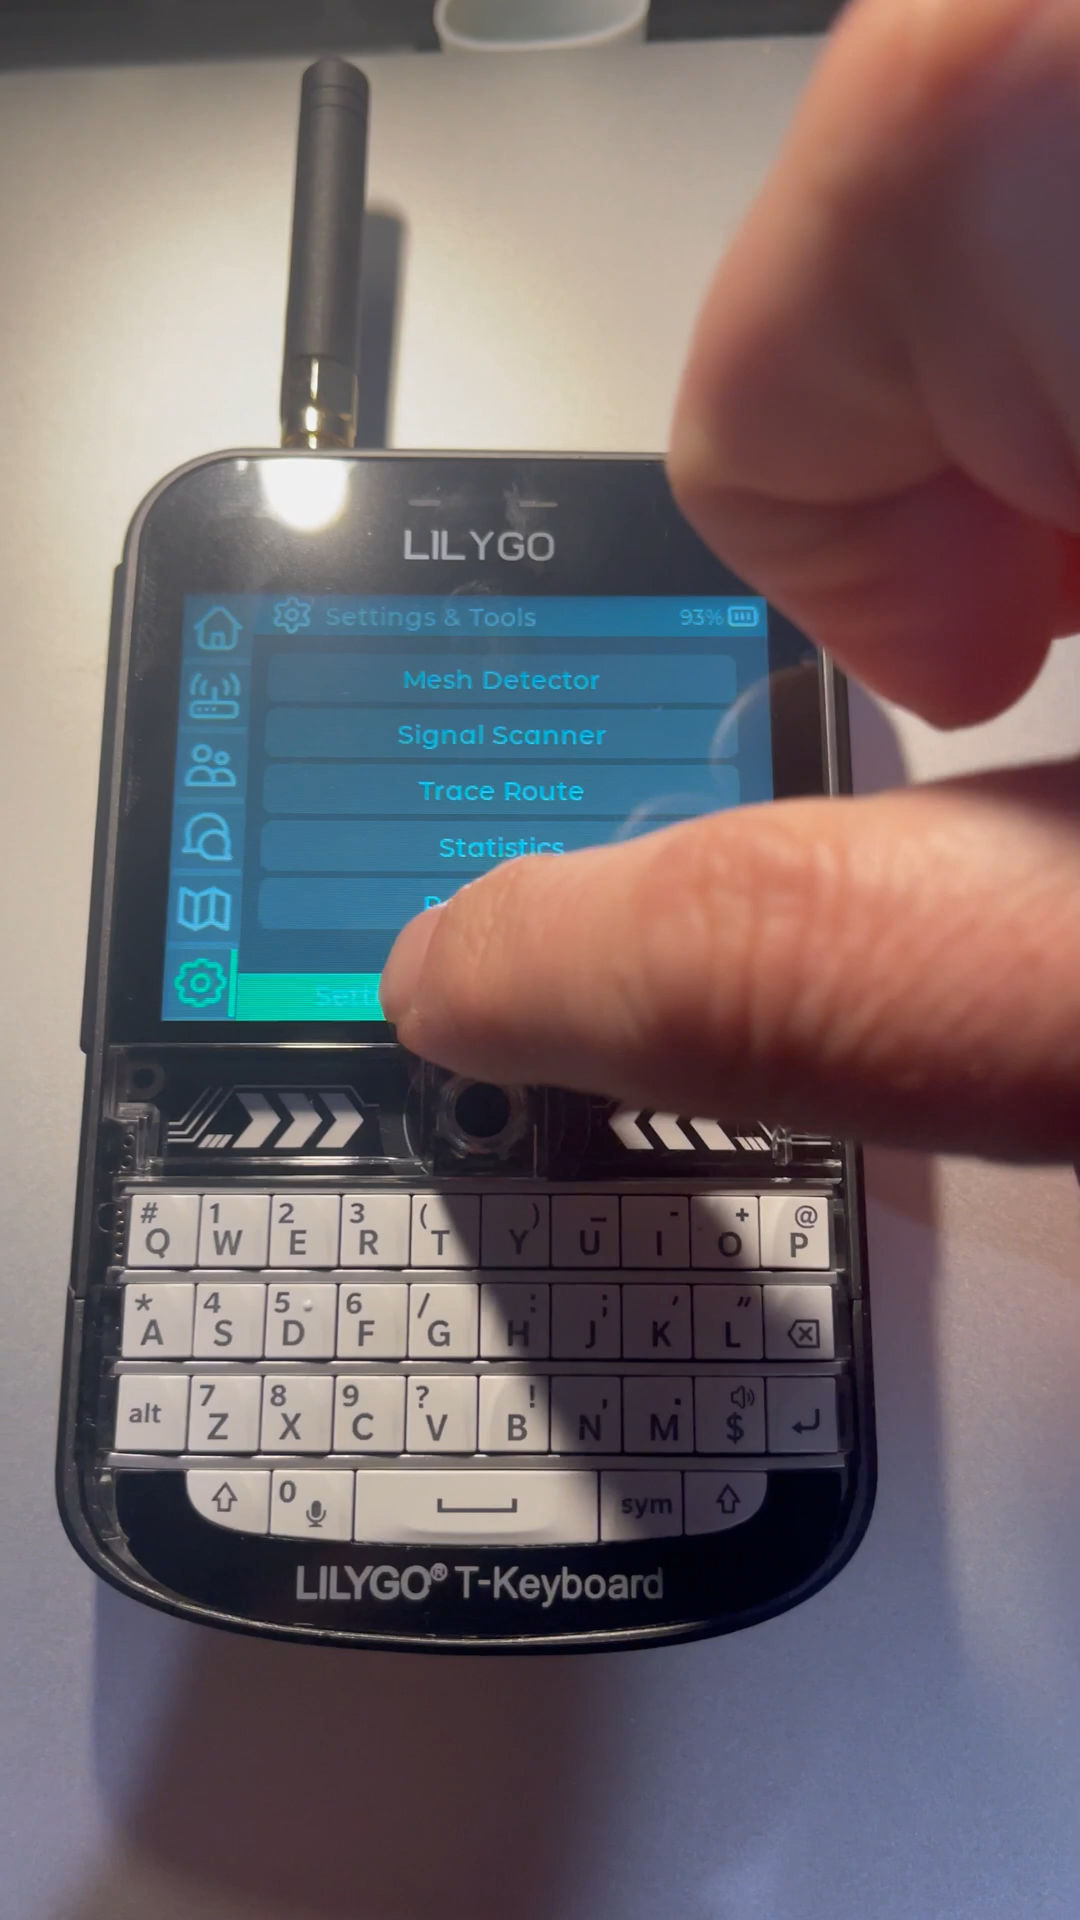 LILYGO
Settings & Tools 93%
Mesh Detector
Signal Scanner
Trace Route
Statistics
# 1 2 3 ( ) _ - + @
Q W E R T Y U I O P
* 4 5 6 / : ; ' "
A S D F G H J K L
alt 7 8 9 ? ! , .
Z X C V B N M $
0 sym
LILYGO® T-Keyboard